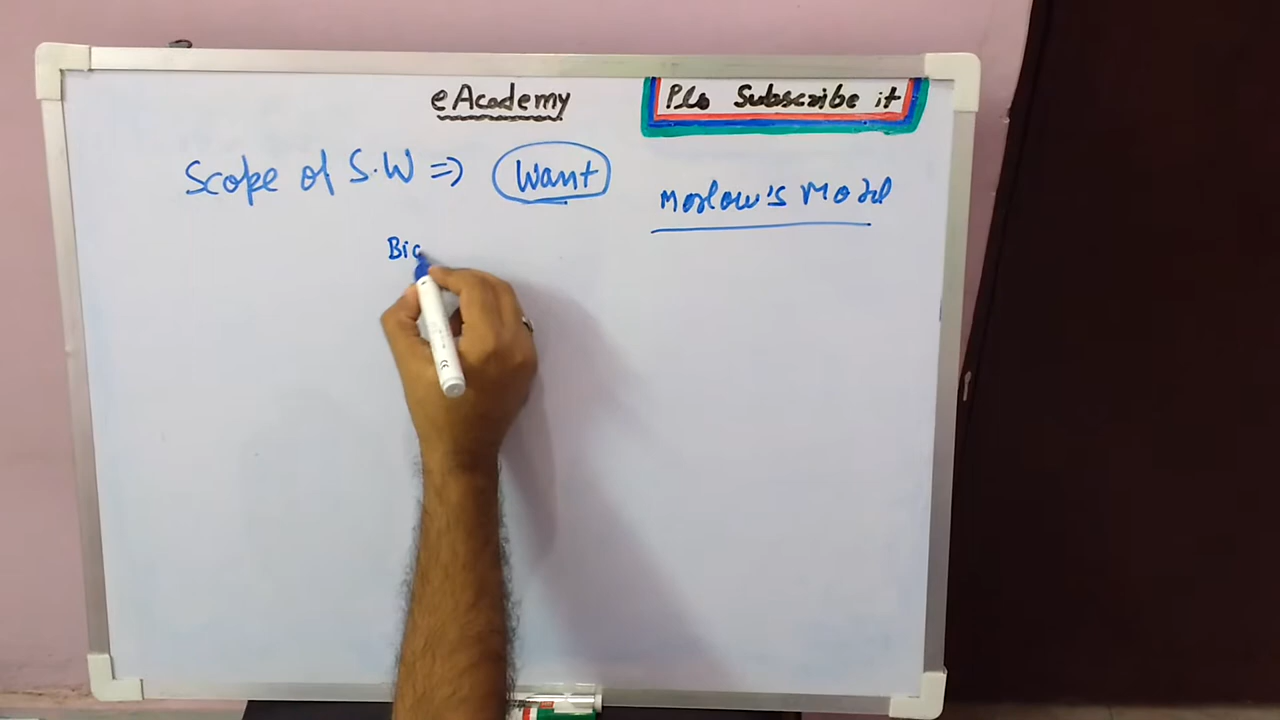 eAcademy
Pls Subscribe it
Scope of S.W => Want
Maslow's Model
Bio